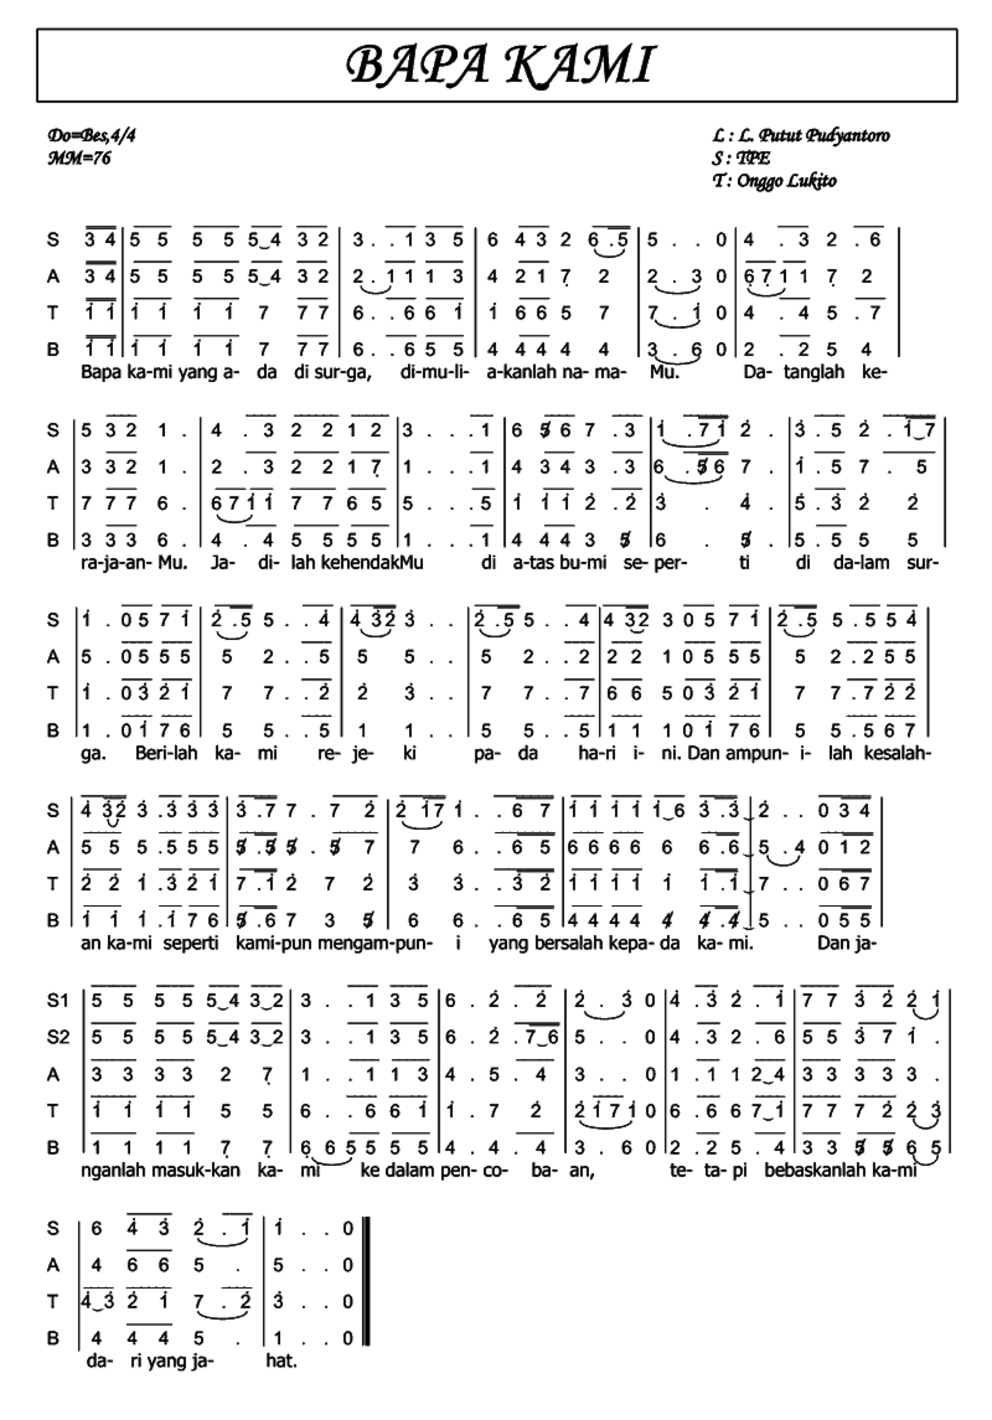 BAPA KAMI
Do=Bes,4/4
MM=76
L : L. Putut Pudyantoro
S : TPE
T : Onggo Lukito
S 3 4 | 5 5 5 5 5 4 3 2 | 3 . . 1 3 5 | 6 4 3 2 6 . 5 | 5 . . 0 | 4 . 3 2 . 6 |
A 3 4 | 5 5 5 5 5 4 3 2 | 2 . 1 1 1 3 | 4 2 1 7̣ 2 | 2 . 3 0 | 6̣ 7̣ 1 1 7̣ 2 |
T 1̇ 1̇ | 1̇ 1̇ 1̇ 1̇ 7 7 7 | 6 . . 6 6 1̇ | 1̇ 6 6 5 7 | 7 . 1̇ 0 | 4 . 4 5 . 7 |
B 1̇ 1̇ | 1̇ 1̇ 1̇ 1̇ 7 7 7 | 6 . . 6 5 5 | 4 4 4 4 4 | 3 . 6 0 | 2 . 2 5 4 |
Bapa ka-mi yang a- da di sur-ga, di-mu-li- a-kanlah na- ma- Mu. Da- tanglah ke-
S | 5 3 2 1 . | 4 . 3 2 2 1 2 | 3 . . . 1 | 6 5̸ 6 7 . 3 | 1̇ . 7 1̇ 2̇ . | 3̇ . 5 2̇ . 1̇ 7 |
A | 3 3 2 1 . | 2 . 3 2 2 1 7̣ | 1 . . . 1 | 4 3 4 3 . 3 | 6 . 5̸ 6 7 . | 1̇ . 5 7 . 5 |
T | 7 7 7 6 . | 6 7 1̇ 1̇ 7 7 6 5 | 5 . . . 5 | 1̇ 1̇ 1̇ 2̇ . 2̇ | 3̇ . 4̇ . | 5 . 3̇ 2̇ 2̇ |
B | 3 3 3 6 . | 4 . 4 5 5 5 5 | 1 . . . 1 | 4 4 4 3 5̸ | 6 . 5̸ . | 5 . 5 5 5 |
ra-ja-an- Mu. Ja- di- lah kehendakMu di a-tas bu-mi se- per- ti di da-lam sur-
S | 1̇ . 0 5 7 1̇ | 2̇ . 5 5 . . 4̇ | 4̇ 3̇ 2̇ 3̇ . . | 2̇ . 5 5 . . 4 | 4 3̇ 2̇ 3 0 5 7 1̇ | 2̇ . 5 5 . 5 5 4̇ |
A | 5 . 0 5 5 5 | 5 2 . . 5 | 5 5 . . | 5 2 . . 2 | 2 2 1 0 5 5 5 | 5 2 . 2 5 5 |
T | 1̇ . 0 3̇ 2̇ 1̇ | 7 7 . . 2̇ | 2̇ 3̇ . . | 7 7 . . 7 | 6 6 5 0 3̇ 2̇ 1̇ | 7 7 . 7 2̇ 2̇ |
B | 1 . 0 1̇ 7 6 | 5 5 . . 5 | 1 1 . . | 5 5 . . 5 | 1̇ 1̇ 1 0 1̇ 7 6 | 5 5 . 5 6 7 |
ga. Beri-lah ka- mi re- je- ki pa- da ha-ri i- ni. Dan ampun- i- lah kesalah-
S | 4̇ 3̇ 2̇ 3̇ . 3̇ 3̇ 3̇ | 3̇ . 7 7 . 7 2̇ | 2̇ 1̇ 7 1̇ . . 6 7 | 1̇ 1̇ 1̇ 1̇ 1̇ 6 3̇ . 3̇ | 2̇ . . 0 3 4 |
A | 5 5 5 . 5 5 5 | 5̸ . 5̸ 5̸ . 5̸ 7 | 7 6 . . 6 5 | 6 6 6 6 6 6 . 6 | 5 . 4 0 1 2 |
T | 2̇ 2̇ 1̇ . 3̇ 2̇ 1̇ | 7 . 1̇ 2̇ 7 2̇ | 3̇ 3̇ . . 3̇ 2̇ | 1̇ 1̇ 1̇ 1̇ 1̇ 1̇ . 1̇ | 7 . . 0 6 7 |
B | 1̇ 1̇ 1̇ . 1̇ 7 6 | 5̸ . 6 7 3 5̸ | 6 6 . . 6 5 | 4 4 4 4 4̸ 4̸ . 4̸ | 5 . . 0 5 5 |
an ka-mi seperti kami-pun mengam-pun- i yang bersalah kepa- da ka- mi. Dan ja-
S1 | 5 5 5 5 5 4 3 2 | 3 . . 1 3 5 | 6 . 2̇ . 2̇ | 2̇ . 3̇ 0 | 4̇ . 3̇ 2̇ . 1̇ | 7 7 3̇ 2̇ 2̇ 1̇ |
S2 | 5 5 5 5 5 4 3 2 | 3 . . 1 3 5 | 6 . 2̇ . 7 6 | 5 . . 0 | 4 . 3 2 . 6 | 5 5 3̇ 7 1̇ . |
A | 3 3 3 3 2 7̣ | 1 . . 1 1 3 | 4 . 5 . 4 | 3 . . 0 | 1 . 1 1 2 4 | 3 3 3 3 3 . |
T | 1̇ 1̇ 1̇ 1̇ 5 5 | 6 . . 6 6 1̇ | 1̇ . 7 2̇ | 2̇ 1̇ 7 1̇ 0 | 6 . 6 6 7 1̇ | 7 7 7 2̇ 2̇ 3̇ |
B | 1 1 1 1 7̣ 7̣ | 6̣ 6 5 5 5 5 | 4 . 4 . 4 | 3 . 6 0 | 2 . 2 5 . 4 | 3 3 5̸ 5̸ 6 5 |
nganlah masuk-kan ka- mi ke dalam pen- co- ba- an, te- ta- pi bebaskanlah ka-mi
S | 6 4̇ 3̇ 2̇ . 1̇ | 1̇ . . 0
A | 4 6 6 5 . | 5 . . 0
T | 4̇ 3̇ 2̇ 1̇ 7 . 2̇ | 3̇ . . 0
B | 4 4 4 5 . | 1 . . 0
da- ri yang ja- hat.